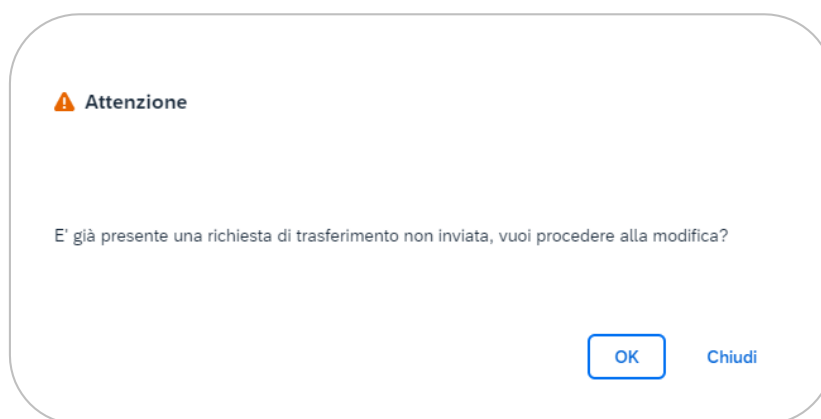 Attenzione
E' già presente una richiesta di trasferimento non inviata, vuoi procedere alla modifica?
OK
Chiudi